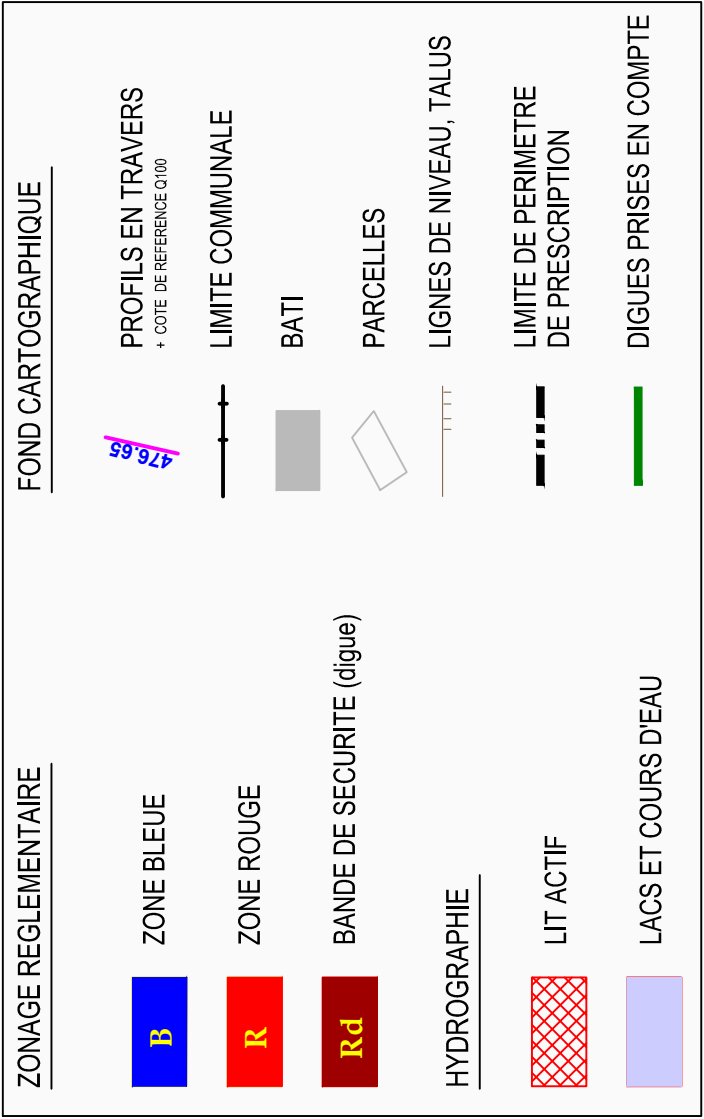 ZONAGE REGLEMENTAIRE
B
ZONE BLEUE
R
ZONE ROUGE
Rd
BANDE DE SECURITE (digue)
HYDROGRAPHIE
LIT ACTIF
LACS ET COURS D'EAU
FOND CARTOGRAPHIQUE
476.65
PROFILS EN TRAVERS
+ COTE DE REFERENCE Q100
LIMITE COMMUNALE
BATI
PARCELLES
LIGNES DE NIVEAU, TALUS
LIMITE DE PERIMETRE
DE PRESCRIPTION
DIGUES PRISES EN COMPTE